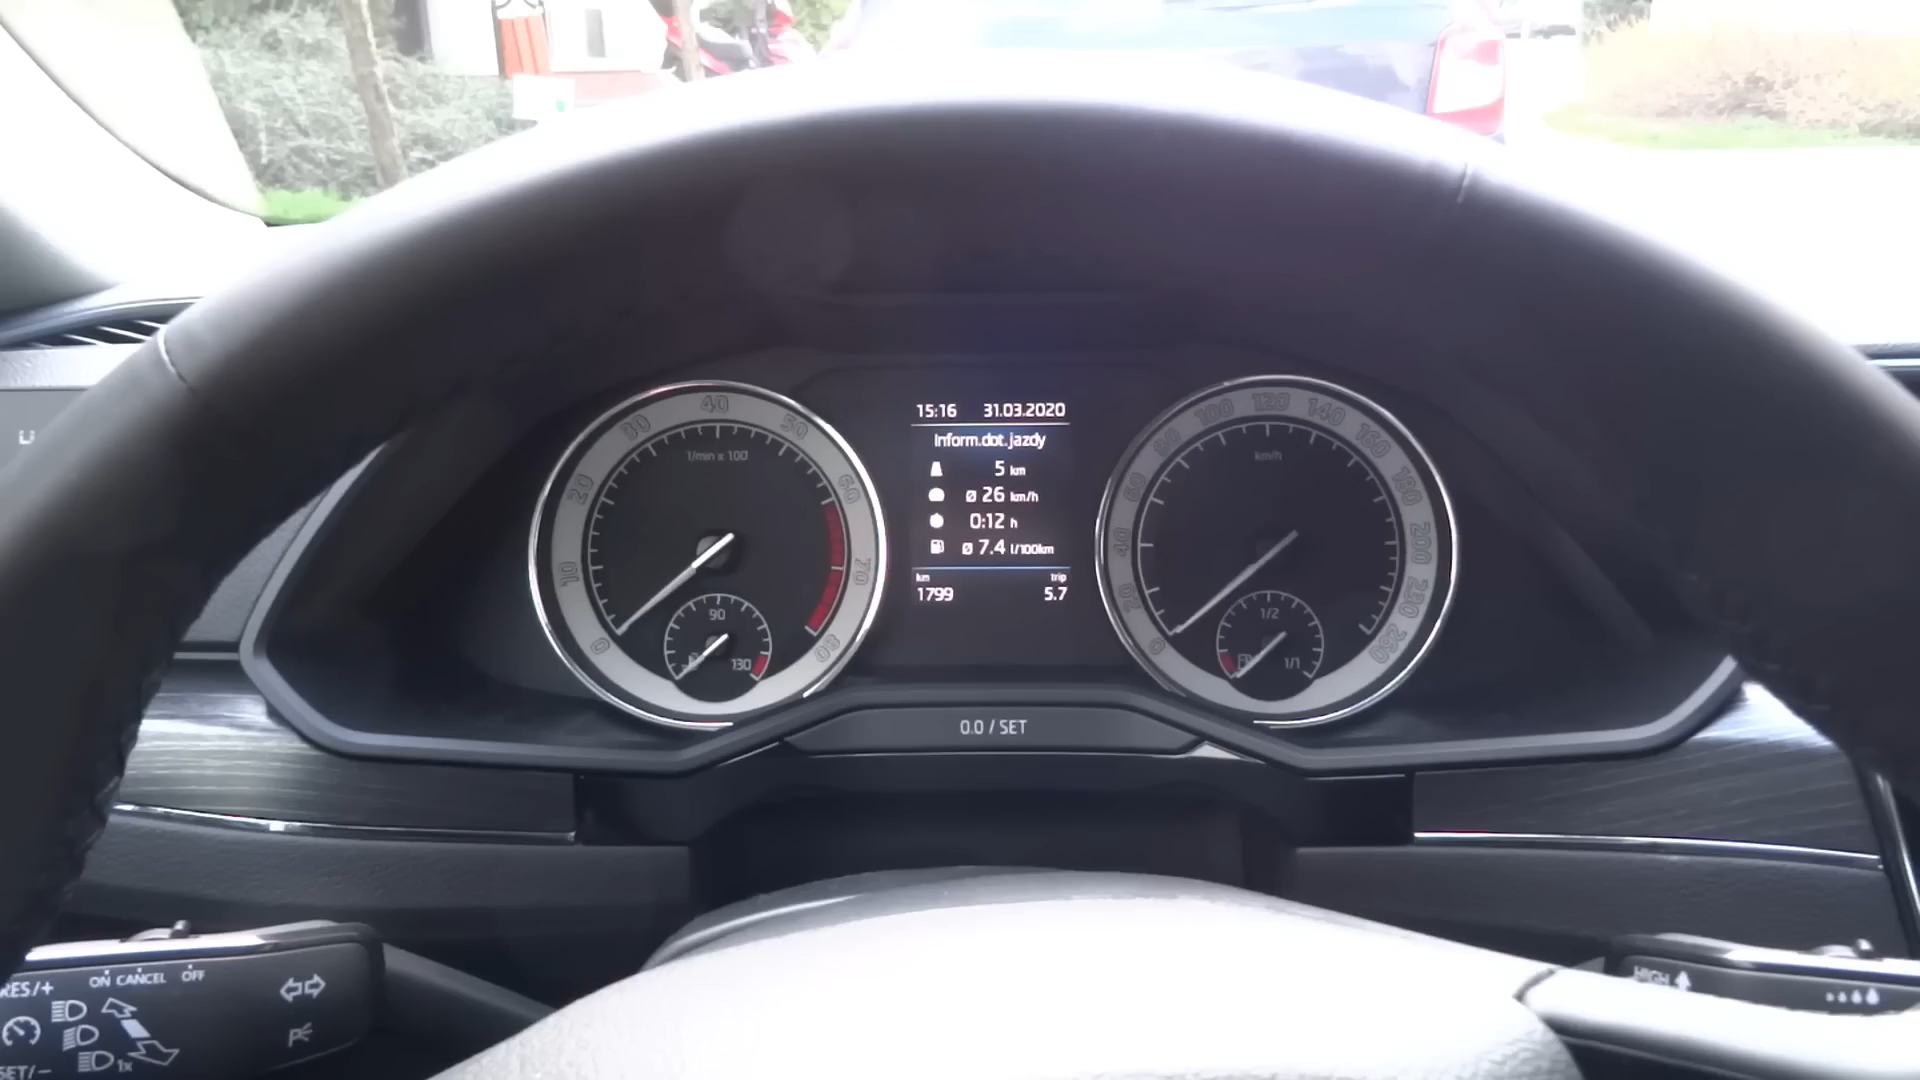 15:16 31.03.2020
Inform.dot.jazdy
5 km
ø 26 km/h
0:12 h
ø 7.4 l/100km
km trip
1799 5.7
0 10 20 30 40 50 60 70 80
1/min x 100
90
130
0 20 40 60 80 100 120 140 160 180 200 230 260
km/h
1/2
1/1
0.0 / SET
RES/+
ON CANCEL OFF
1x
SET/−
HIGH